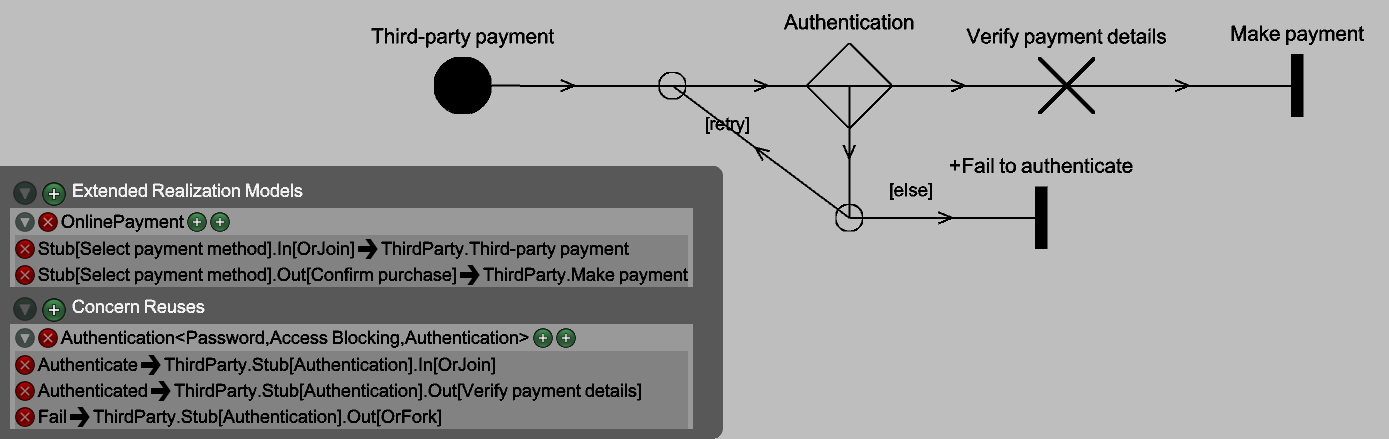 Authentication
Third-party payment
Verify payment details
Make payment
[retry]
+Fail to authenticate
[else]
Extended Realization Models
OnlinePayment
Stub[Select payment method].In[OrJoin] ➔ ThirdParty.Third-party payment
Stub[Select payment method].Out[Confirm purchase] ➔ ThirdParty.Make payment
Concern Reuses
Authentication<Password,Access Blocking,Authentication>
Authenticate ➔ ThirdParty.Stub[Authentication].In[OrJoin]
Authenticated ➔ ThirdParty.Stub[Authentication].Out[Verify payment details]
Fail ➔ ThirdParty.Stub[Authentication].Out[OrFork]